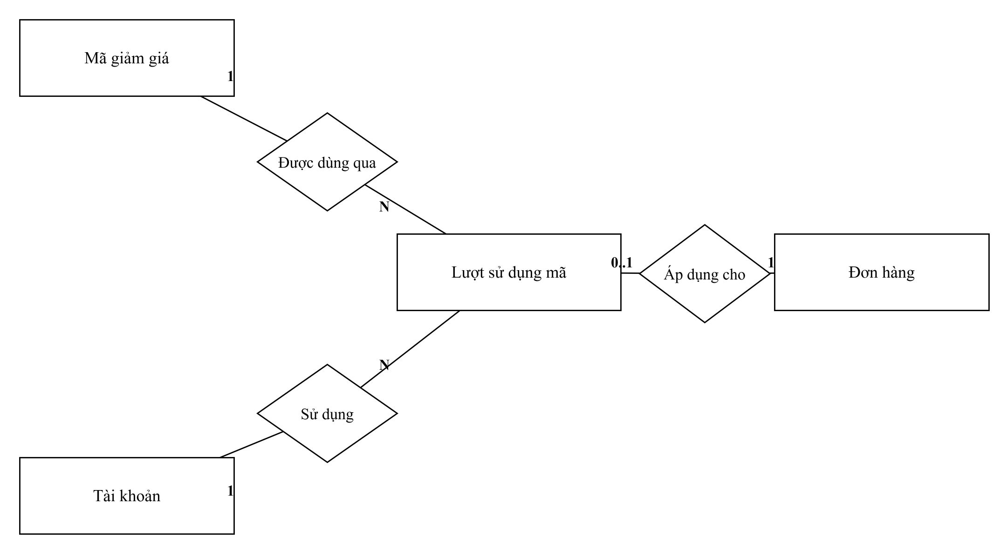 Mã giảm giá
1
Được dùng qua
N
Lượt sử dụng mã
0..1
Áp dụng cho
1
Đơn hàng
N
Sử dụng
Tài khoản
1